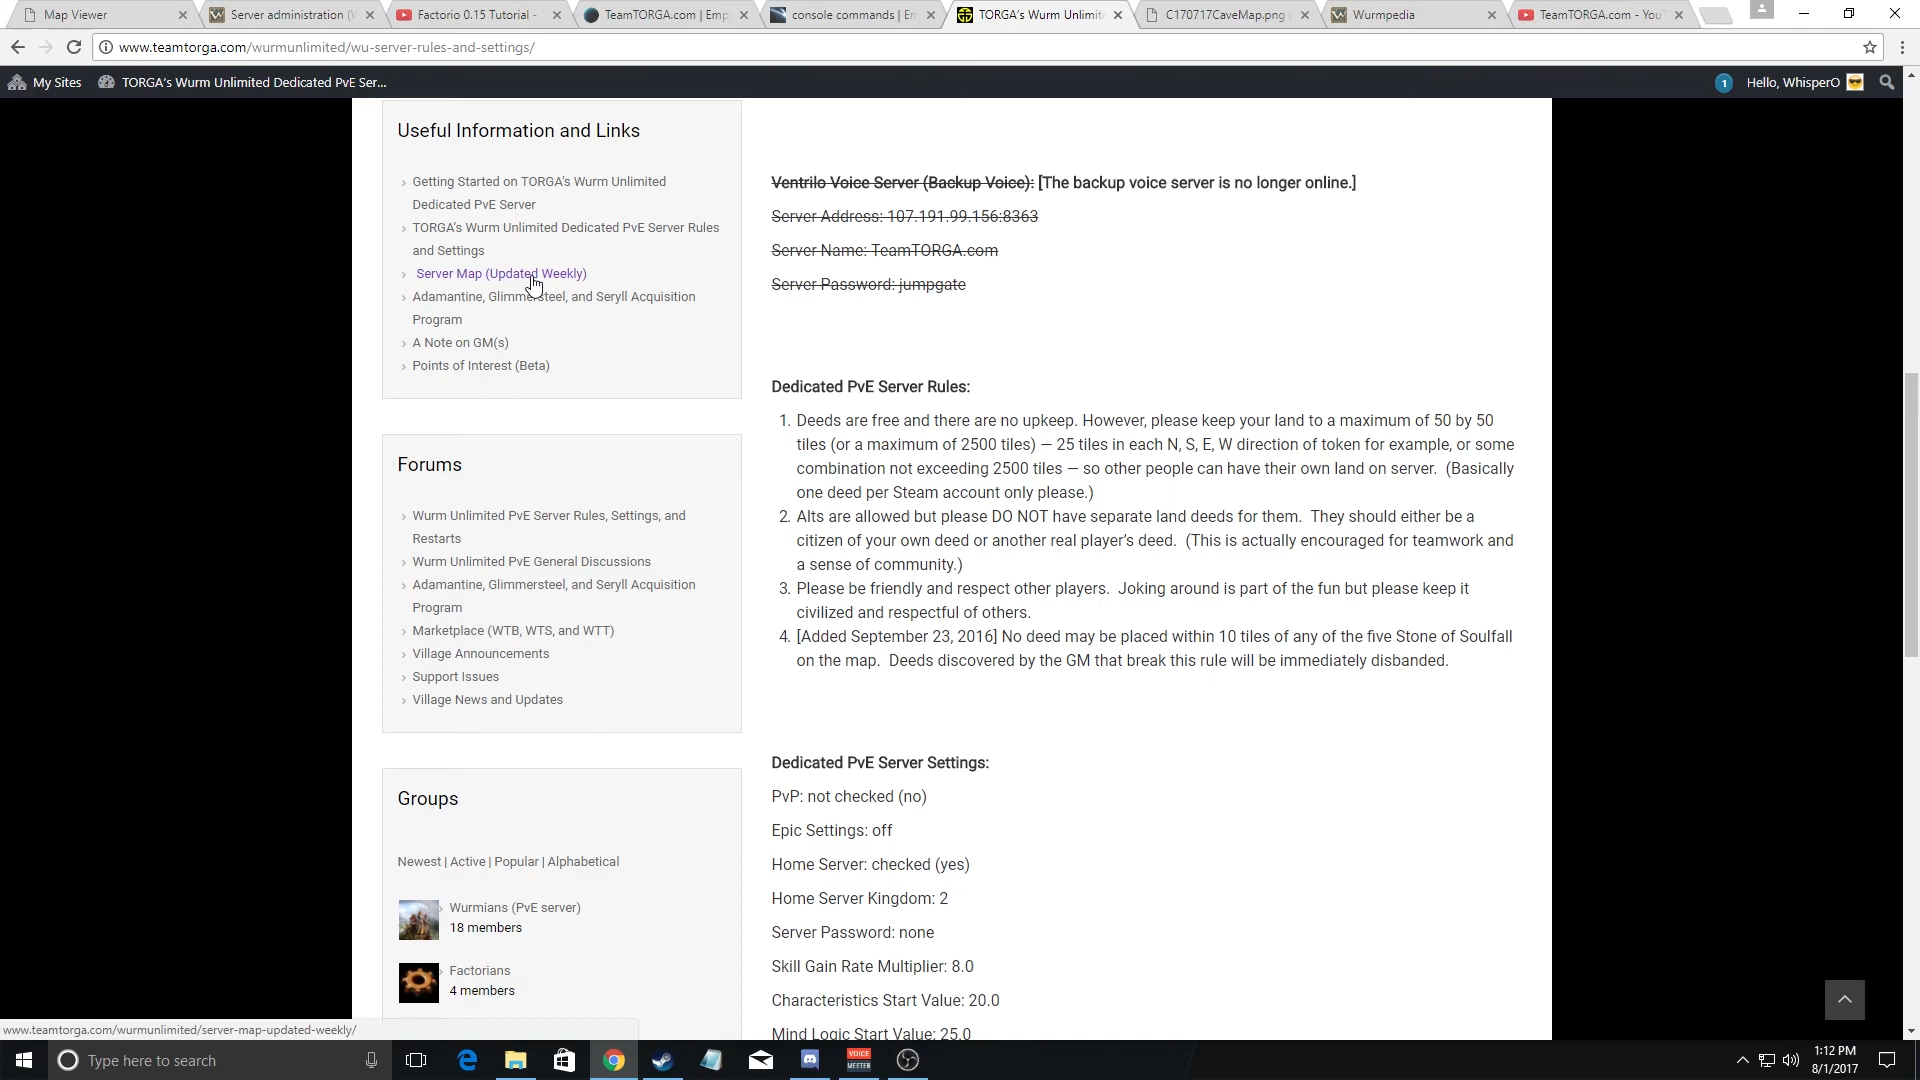 Map Viewer
Server administration (
Factorio 0.15 Tutorial -
TeamTORGA.com | Emp
console commands | En
TORGA's Wurm Unlimit
C170717CaveMap.png
Wurmpedia
TeamTORGA.com - You
www.teamtorga.com/wurmunlimited/wu-server-rules-and-settings/
My Sites
TORGA's Wurm Unlimited Dedicated PvE Ser...
1
Hello, WhisperO
Useful Information and Links
Getting Started on TORGA's Wurm Unlimited
Dedicated PvE Server
TORGA's Wurm Unlimited Dedicated PvE Server Rules
and Settings
Server Map (Updated Weekly)
Adamantine, Glimmersteel, and Seryll Acquisition
Program
A Note on GM(s)
Points of Interest (Beta)
Forums
Wurm Unlimited PvE Server Rules, Settings, and
Restarts
Wurm Unlimited PvE General Discussions
Adamantine, Glimmersteel, and Seryll Acquisition
Program
Marketplace (WTB, WTS, and WTT)
Village Announcements
Support Issues
Village News and Updates
Groups
Newest | Active | Popular | Alphabetical
Wurmians (PvE server)
18 members
Factorians
4 members
Ventrilo Voice Server (Backup Voice): [The backup voice server is no longer online.]
Server Address: 107.191.99.156:8363
Server Name: TeamTORGA.com
Server Password: jumpgate
Dedicated PvE Server Rules:
1. Deeds are free and there are no upkeep. However, please keep your land to a maximum of 50 by 50
tiles (or a maximum of 2500 tiles) — 25 tiles in each N, S, E, W direction of token for example, or some
combination not exceeding 2500 tiles — so other people can have their own land on server. (Basically
one deed per Steam account only please.)
2. Alts are allowed but please DO NOT have separate land deeds for them. They should either be a
citizen of your own deed or another real player's deed. (This is actually encouraged for teamwork and
a sense of community.)
3. Please be friendly and respect other players. Joking around is part of the fun but please keep it
civilized and respectful of others.
4. [Added September 23, 2016] No deed may be placed within 10 tiles of any of the five Stone of Soulfall
on the map. Deeds discovered by the GM that break this rule will be immediately disbanded.
Dedicated PvE Server Settings:
PvP: not checked (no)
Epic Settings: off
Home Server: checked (yes)
Home Server Kingdom: 2
Server Password: none
Skill Gain Rate Multiplier: 8.0
Characteristics Start Value: 20.0
Mind Logic Start Value: 25.0
www.teamtorga.com/wurmunlimited/server-map-updated-weekly/
Type here to search
VOICE
MEETER
1:12 PM
8/1/2017